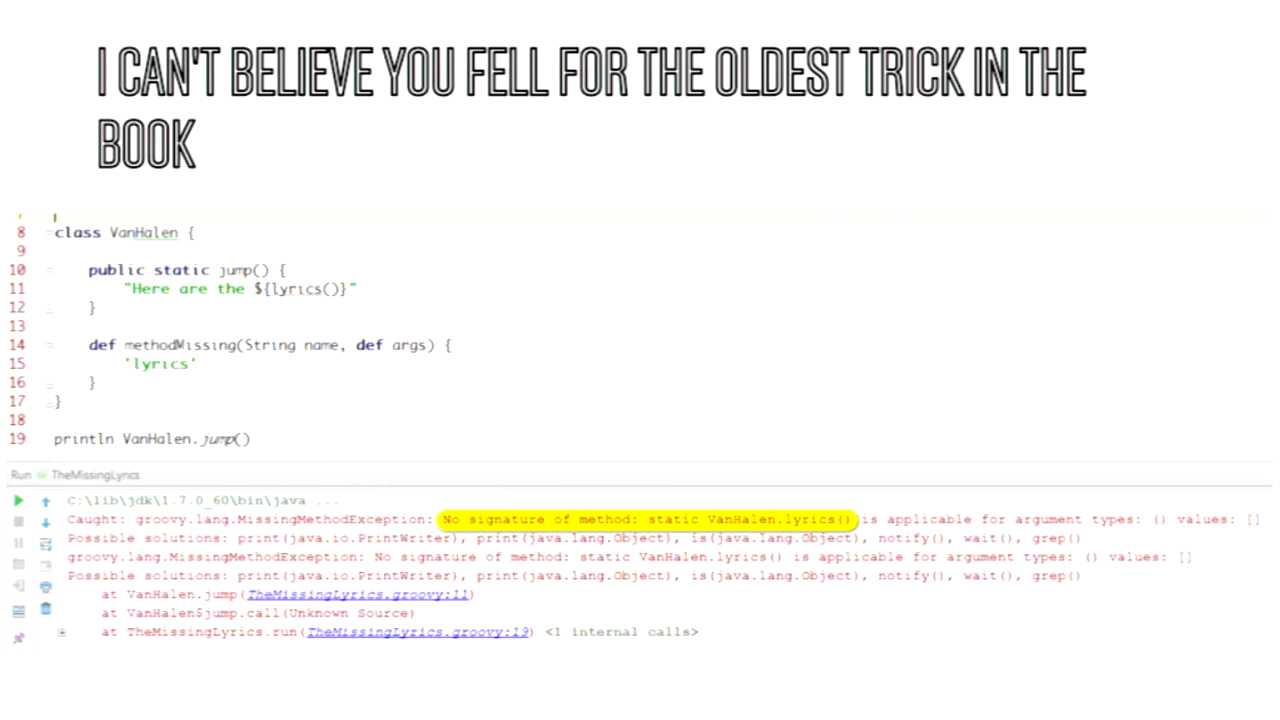 I CAN'T BELIEVE YOU FELL FOR THE OLDEST TRICK IN THE
BOOK
7
8 class VanHalen {
9
10 public static jump() {
11 "Here are the ${lyrics()}"
12 }
13
14 def methodMissing(String name, def args) {
15 'lyrics'
16 }
17 }
18
19 println VanHalen.jump()
Run TheMissingLyrics
C:\lib\jdk\1.7.0_60\bin\java ...
Caught: groovy.lang.MissingMethodException: No signature of method: static VanHalen.lyrics() is applicable for argument types: () values: []
Possible solutions: print(java.io.PrintWriter), print(java.lang.Object), is(java.lang.Object), notify(), wait(), grep()
groovy.lang.MissingMethodException: No signature of method: static VanHalen.lyrics() is applicable for argument types: () values: []
Possible solutions: print(java.io.PrintWriter), print(java.lang.Object), is(java.lang.Object), notify(), wait(), grep()
at VanHalen.jump(TheMissingLyrics.groovy:11)
at VanHalen$jump.call(Unknown Source)
at TheMissingLyrics.run(TheMissingLyrics.groovy:19) <1 internal calls>